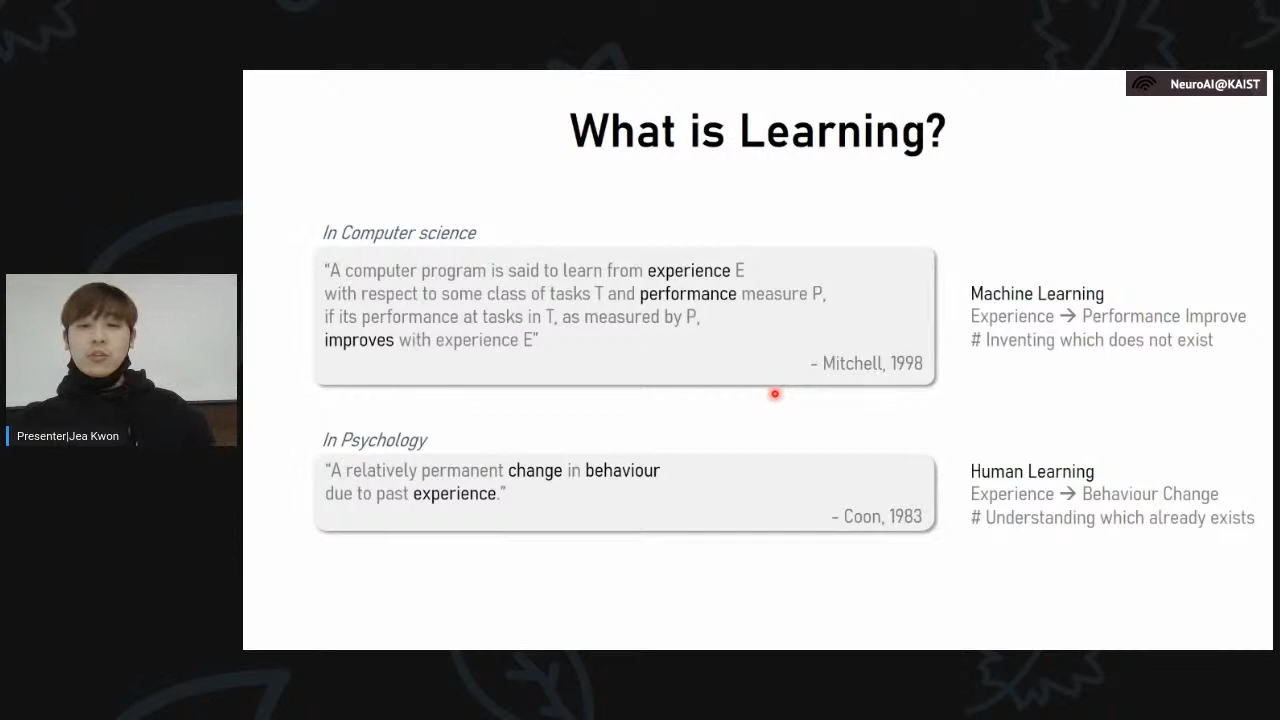 NeuroAI@KAIST
What is Learning?
In Computer science
“A computer program is said to learn from experience E
with respect to some class of tasks T and performance measure P,
if its performance at tasks in T, as measured by P,
improves with experience E”
- Mitchell, 1998
Machine Learning
Experience → Performance Improve
# Inventing which does not exist
In Psychology
“A relatively permanent change in behaviour
due to past experience.”
- Coon, 1983
Human Learning
Experience → Behaviour Change
# Understanding which already exists
Presenter|Jea Kwon